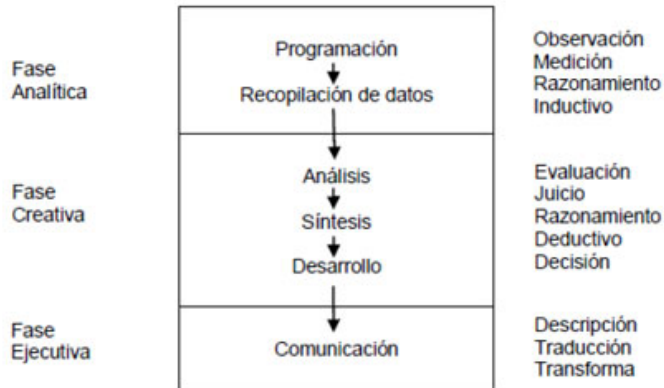 Fase
Analítica
Programación
Recopilación de datos
Observación
Medición
Razonamiento
Inductivo
Fase
Creativa
Análisis
Síntesis
Desarrollo
Evaluación
Juicio
Razonamiento
Deductivo
Decisión
Fase
Ejecutiva
Comunicación
Descripción
Traducción
Transforma